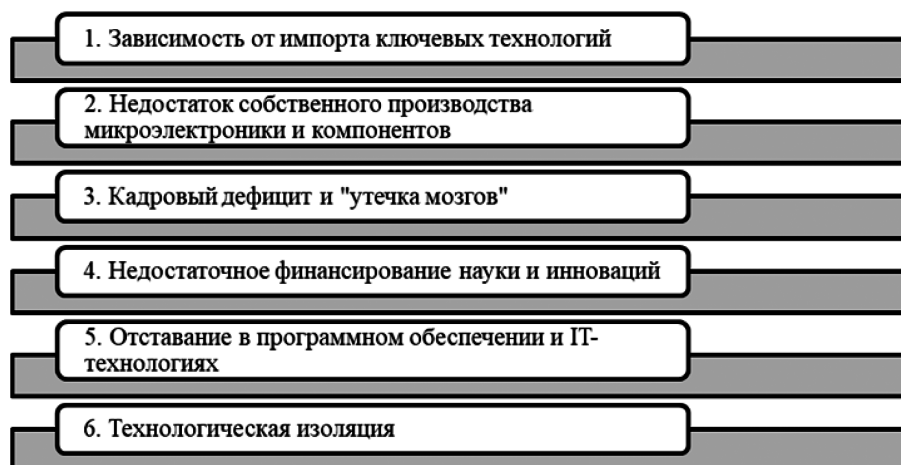 1. Зависимость от импорта ключевых технологий
2. Недостаток собственного производства
микроэлектроники и компонентов
3. Кадровый дефицит и "утечка мозгов"
4. Недостаточное финансирование науки и инноваций
5. Отставание в программном обеспечении и IT-
технологиях
6. Технологическая изоляция